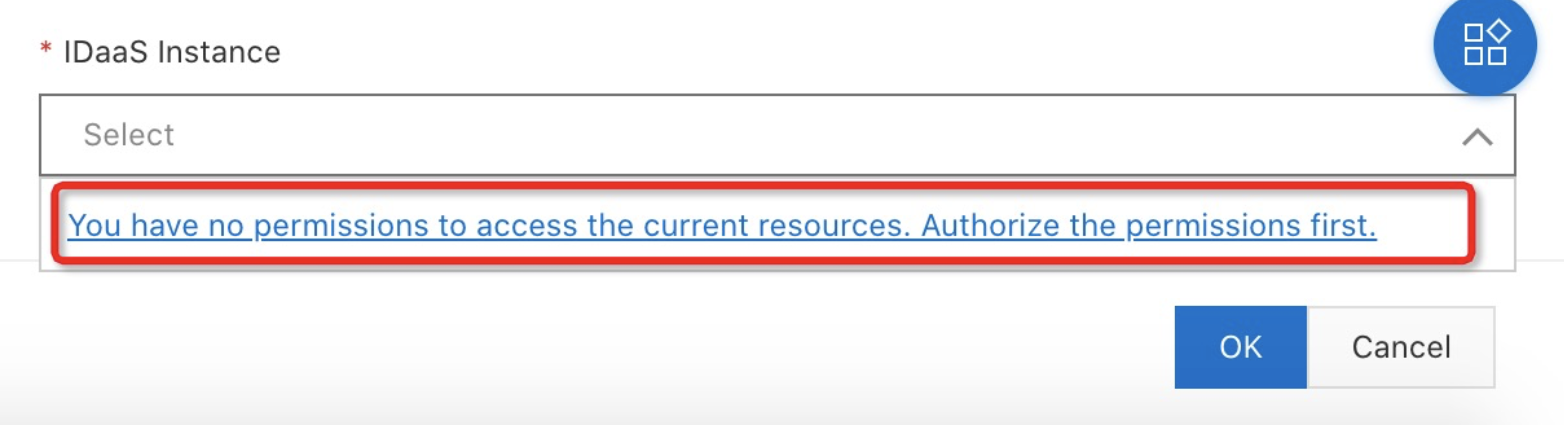 * IDaaS Instance
Select
You have no permissions to access the current resources. Authorize the permissions first.
OK Cancel